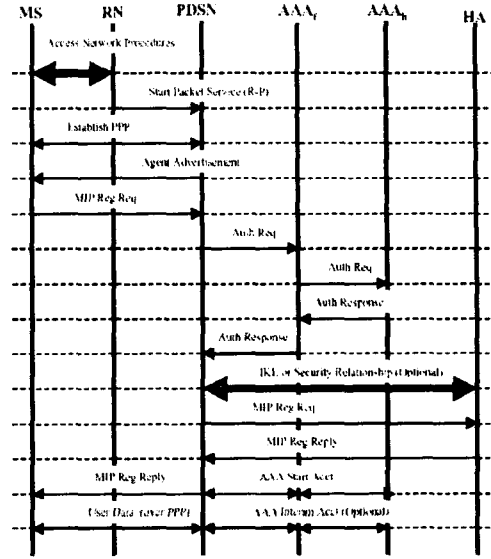 MS RN PDSN AAAf AAAh HA
Access Network Procedures
Start Packet Service (R-P)
Establish PPP
Agent Advertisement
MIP Reg Req
Auth Req
Auth Req
Auth Response
Auth Response
IKE or Security Relationship (Optional)
MIP Reg Req
MIP Reg Reply
MIP Reg Reply AAA Start Acct
User Data (over PPP) AAA Interim Acct (Optional)